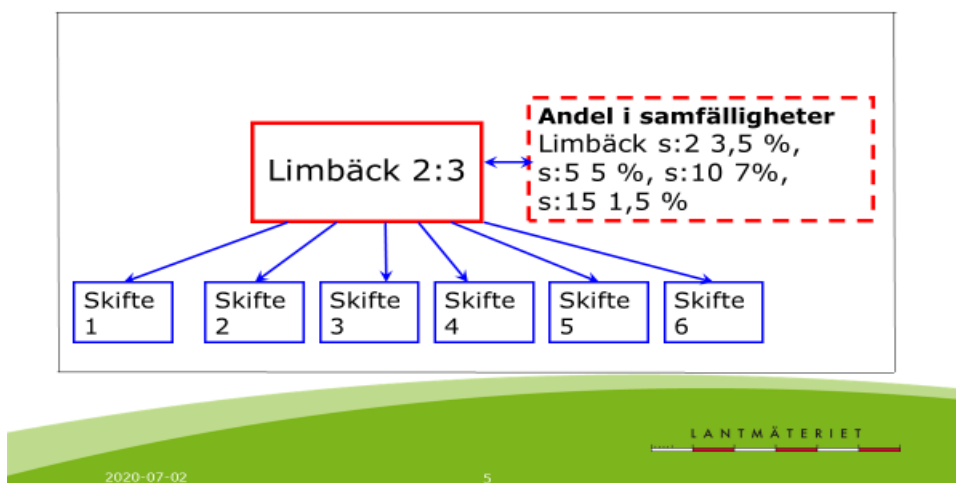 Andel i samfälligheter
Limbäck s:2 3,5 %,
s:5 5 %, s:10 7%,
s:15 1,5 %
Limbäck 2:3
Skifte
1
Skifte
2
Skifte
3
Skifte
4
Skifte
5
Skifte
6
LANTMÄTERIET
2020-07-02
5